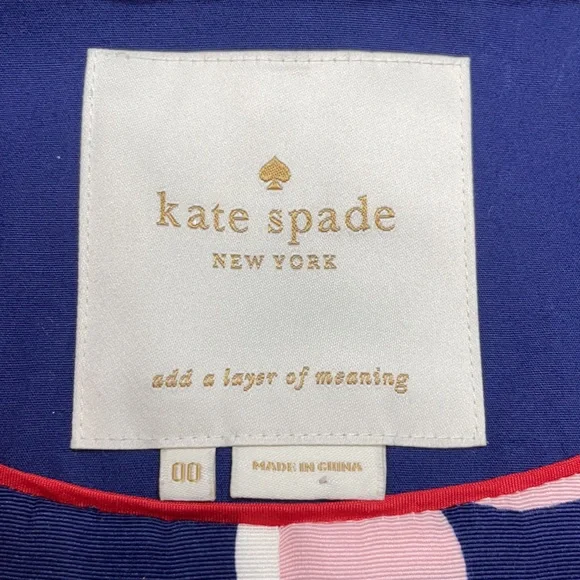 kate spade
NEW YORK
add a layer of meaning
00
MADE IN CHINA